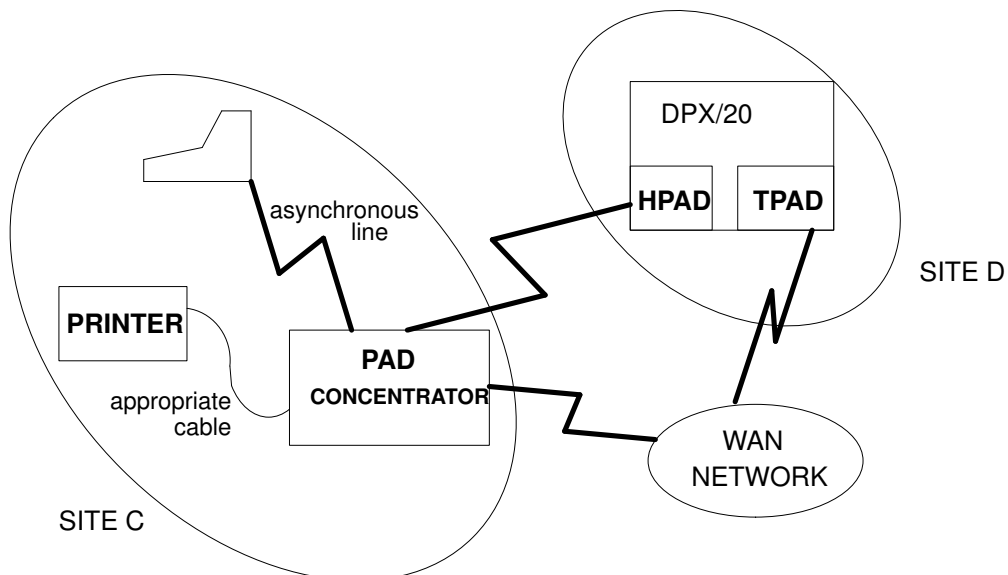 DPX/20
HPAD
TPAD
asynchronous
line
SITE D
PRINTER
PAD
CONCENTRATOR
appropriate
cable
WAN
NETWORK
SITE C